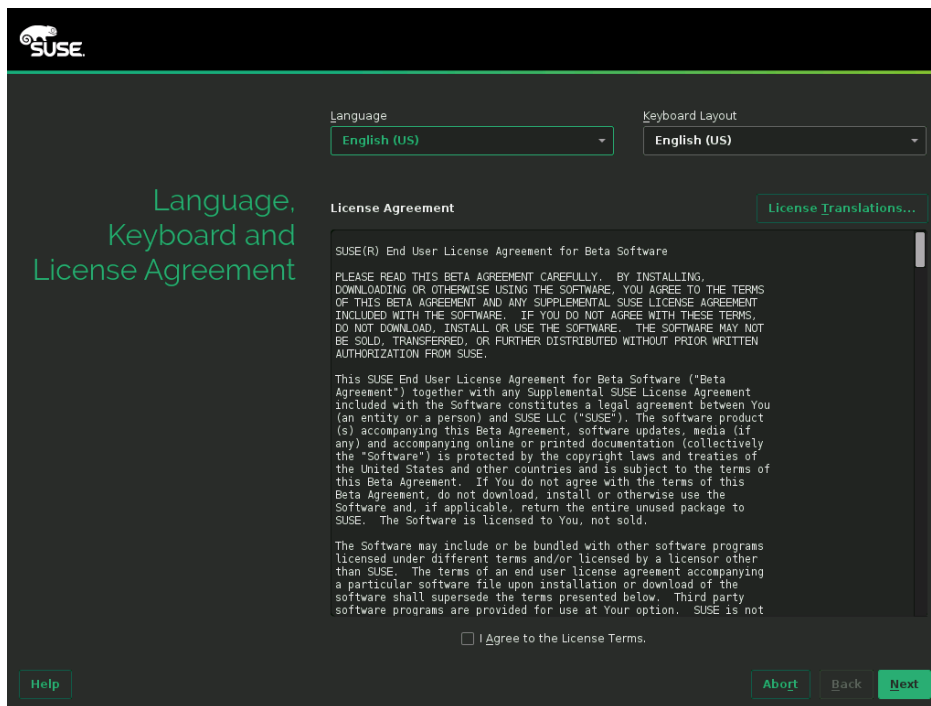 SUSE.
Language
Keyboard Layout
English (US)
English (US)
Language,
Keyboard and
License Agreement
License Agreement
License Translations...
SUSE(R) End User License Agreement for Beta Software
PLEASE READ THIS BETA AGREEMENT CAREFULLY.  BY INSTALLING,
DOWNLOADING OR OTHERWISE USING THE SOFTWARE, YOU AGREE TO THE TERMS
OF THIS BETA AGREEMENT AND ANY SUPPLEMENTAL SUSE LICENSE AGREEMENT
INCLUDED WITH THE SOFTWARE.  IF YOU DO NOT AGREE WITH THESE TERMS,
DO NOT DOWNLOAD, INSTALL OR USE THE SOFTWARE.  THE SOFTWARE MAY NOT
BE SOLD, TRANSFERRED, OR FURTHER DISTRIBUTED WITHOUT PRIOR WRITTEN
AUTHORIZATION FROM SUSE.
This SUSE End User License Agreement for Beta Software ("Beta
Agreement") together with any Supplemental SUSE License Agreement
included with the Software constitutes a legal agreement between You
(an entity or a person) and SUSE LLC ("SUSE"). The software product
(s) accompanying this Beta Agreement, software updates, media (if
any) and accompanying online or printed documentation (collectively
the "Software") is protected by the copyright laws and treaties of
the United States and other countries and is subject to the terms of
this Beta Agreement.  If You do not agree with the terms of this
Beta Agreement, do not download, install or otherwise use the
Software and, if applicable, return the entire unused package to
SUSE.  The Software is licensed to You, not sold.
The Software may include or be bundled with other software programs
licensed under different terms and/or licensed by a licensor other
than SUSE.  The terms of an end user license agreement accompanying
a particular software file upon installation or download of the
software shall supersede the terms presented below.  Third party
software programs are provided for use at Your option.  SUSE is not
I Agree to the License Terms.
Help
Abort
Back
Next